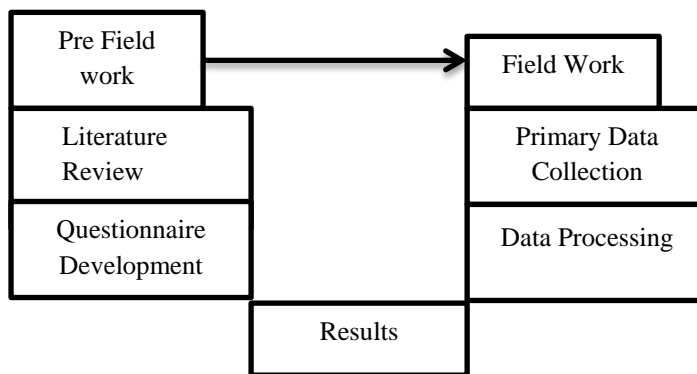 Pre Field
work
Literature
Review
Questionnaire
Development
Field Work
Primary Data
Collection
Data Processing
Results